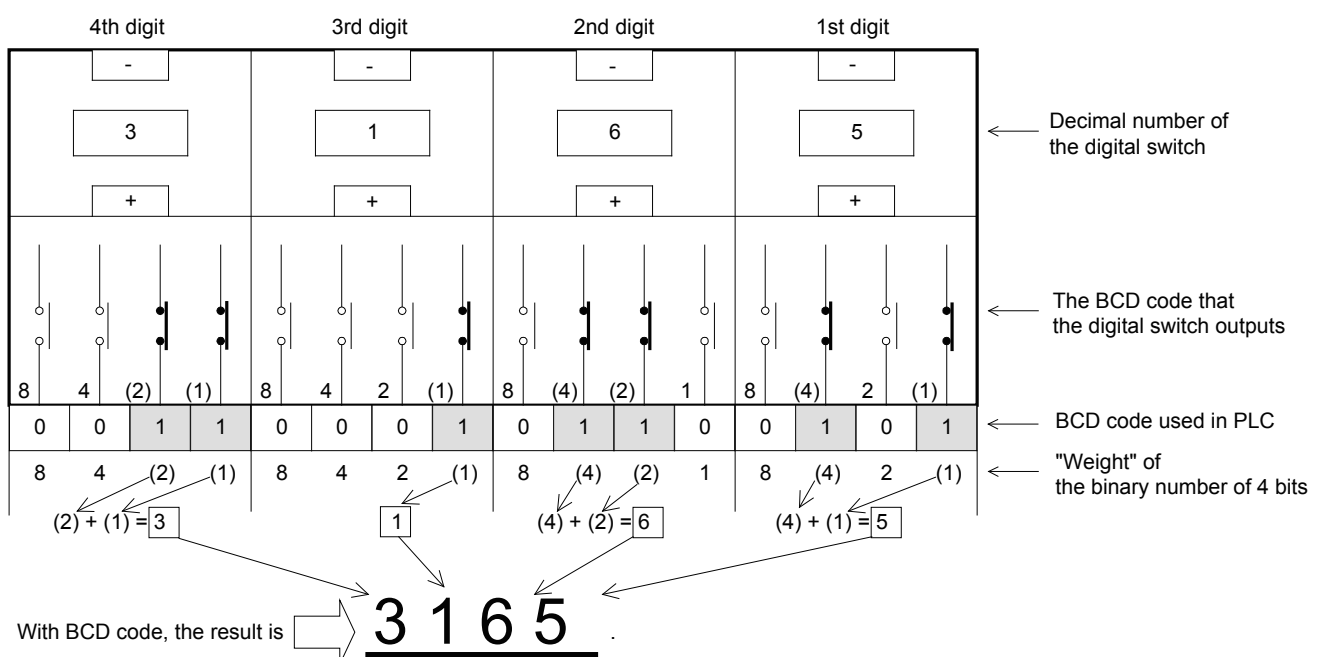 4th digit 3rd digit 2nd digit 1st digit
- - - -
3 1 6 5
Decimal number of
the digital switch
+ + + +
The BCD code that
the digital switch outputs
8 4 (2) (1) 8 4 2 (1) 8 (4) (2) 1 8 (4) 2 (1)
0 0 1 1 0 0 0 1 0 1 1 0 0 1 0 1
BCD code used in PLC
8 4 (2) (1) 8 4 2 (1) 8 (4) (2) 1 8 (4) 2 (1)
"Weight" of
the binary number of 4 bits
(2) + (1) = 3 1 (4) + (2) = 6 (4) + (1) = 5
With BCD code, the result is 3 1 6 5 .